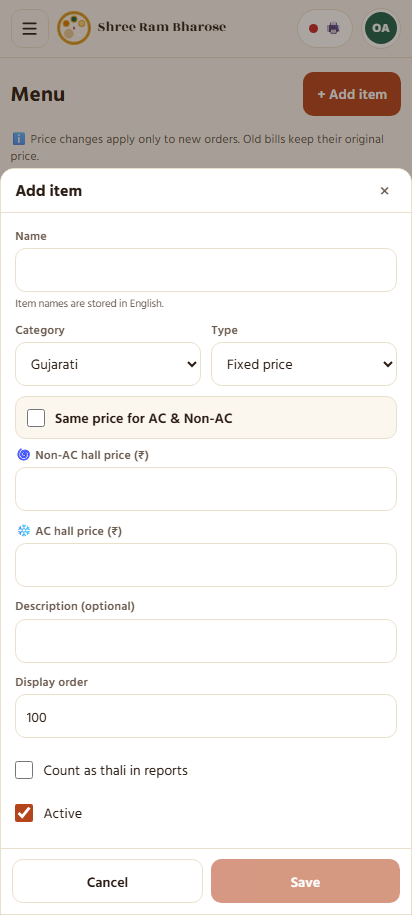 Shree Ram Bharose
OA
Menu
+ Add item
Price changes apply only to new orders. Old bills keep their original
price.
Add item
×
Name
Item names are stored in English.
Category
Type
Gujarati
Fixed price
Same price for AC & Non-AC
Non-AC hall price (₹)
AC hall price (₹)
Description (optional)
Display order
100
Count as thali in reports
Active
Cancel
Save